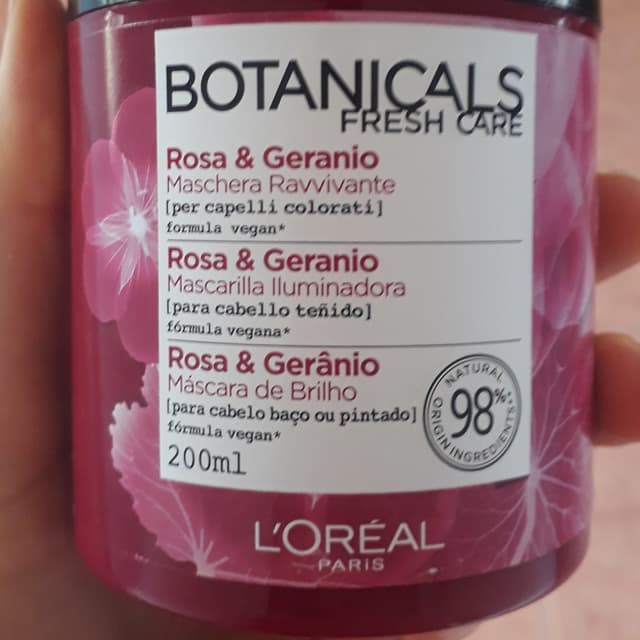 BOTANICALS
FRESH CARE
Rosa & Geranio
Maschera Ravvivante
[per capelli colorati]
formula vegan*
Rosa & Geranio
Mascarilla Iluminadora
[para cabello teñido]
fórmula vegana*
Rosa & Gerânio
Máscara de Brilho
[para cabelo baço ou pintado]
fórmula vegan*
200ml
NATURAL
98%**
ORIGIN INGREDIENTS
L'ORÉAL
PARIS